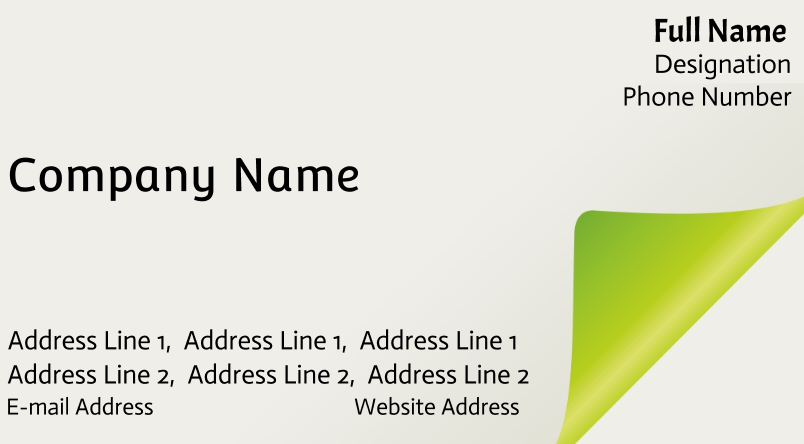 Full Name
Designation
Phone Number
Company Name
Address Line 1,  Address Line 1,  Address Line 1
Address Line 2,  Address Line 2,  Address Line 2
E-mail Address
Website Address